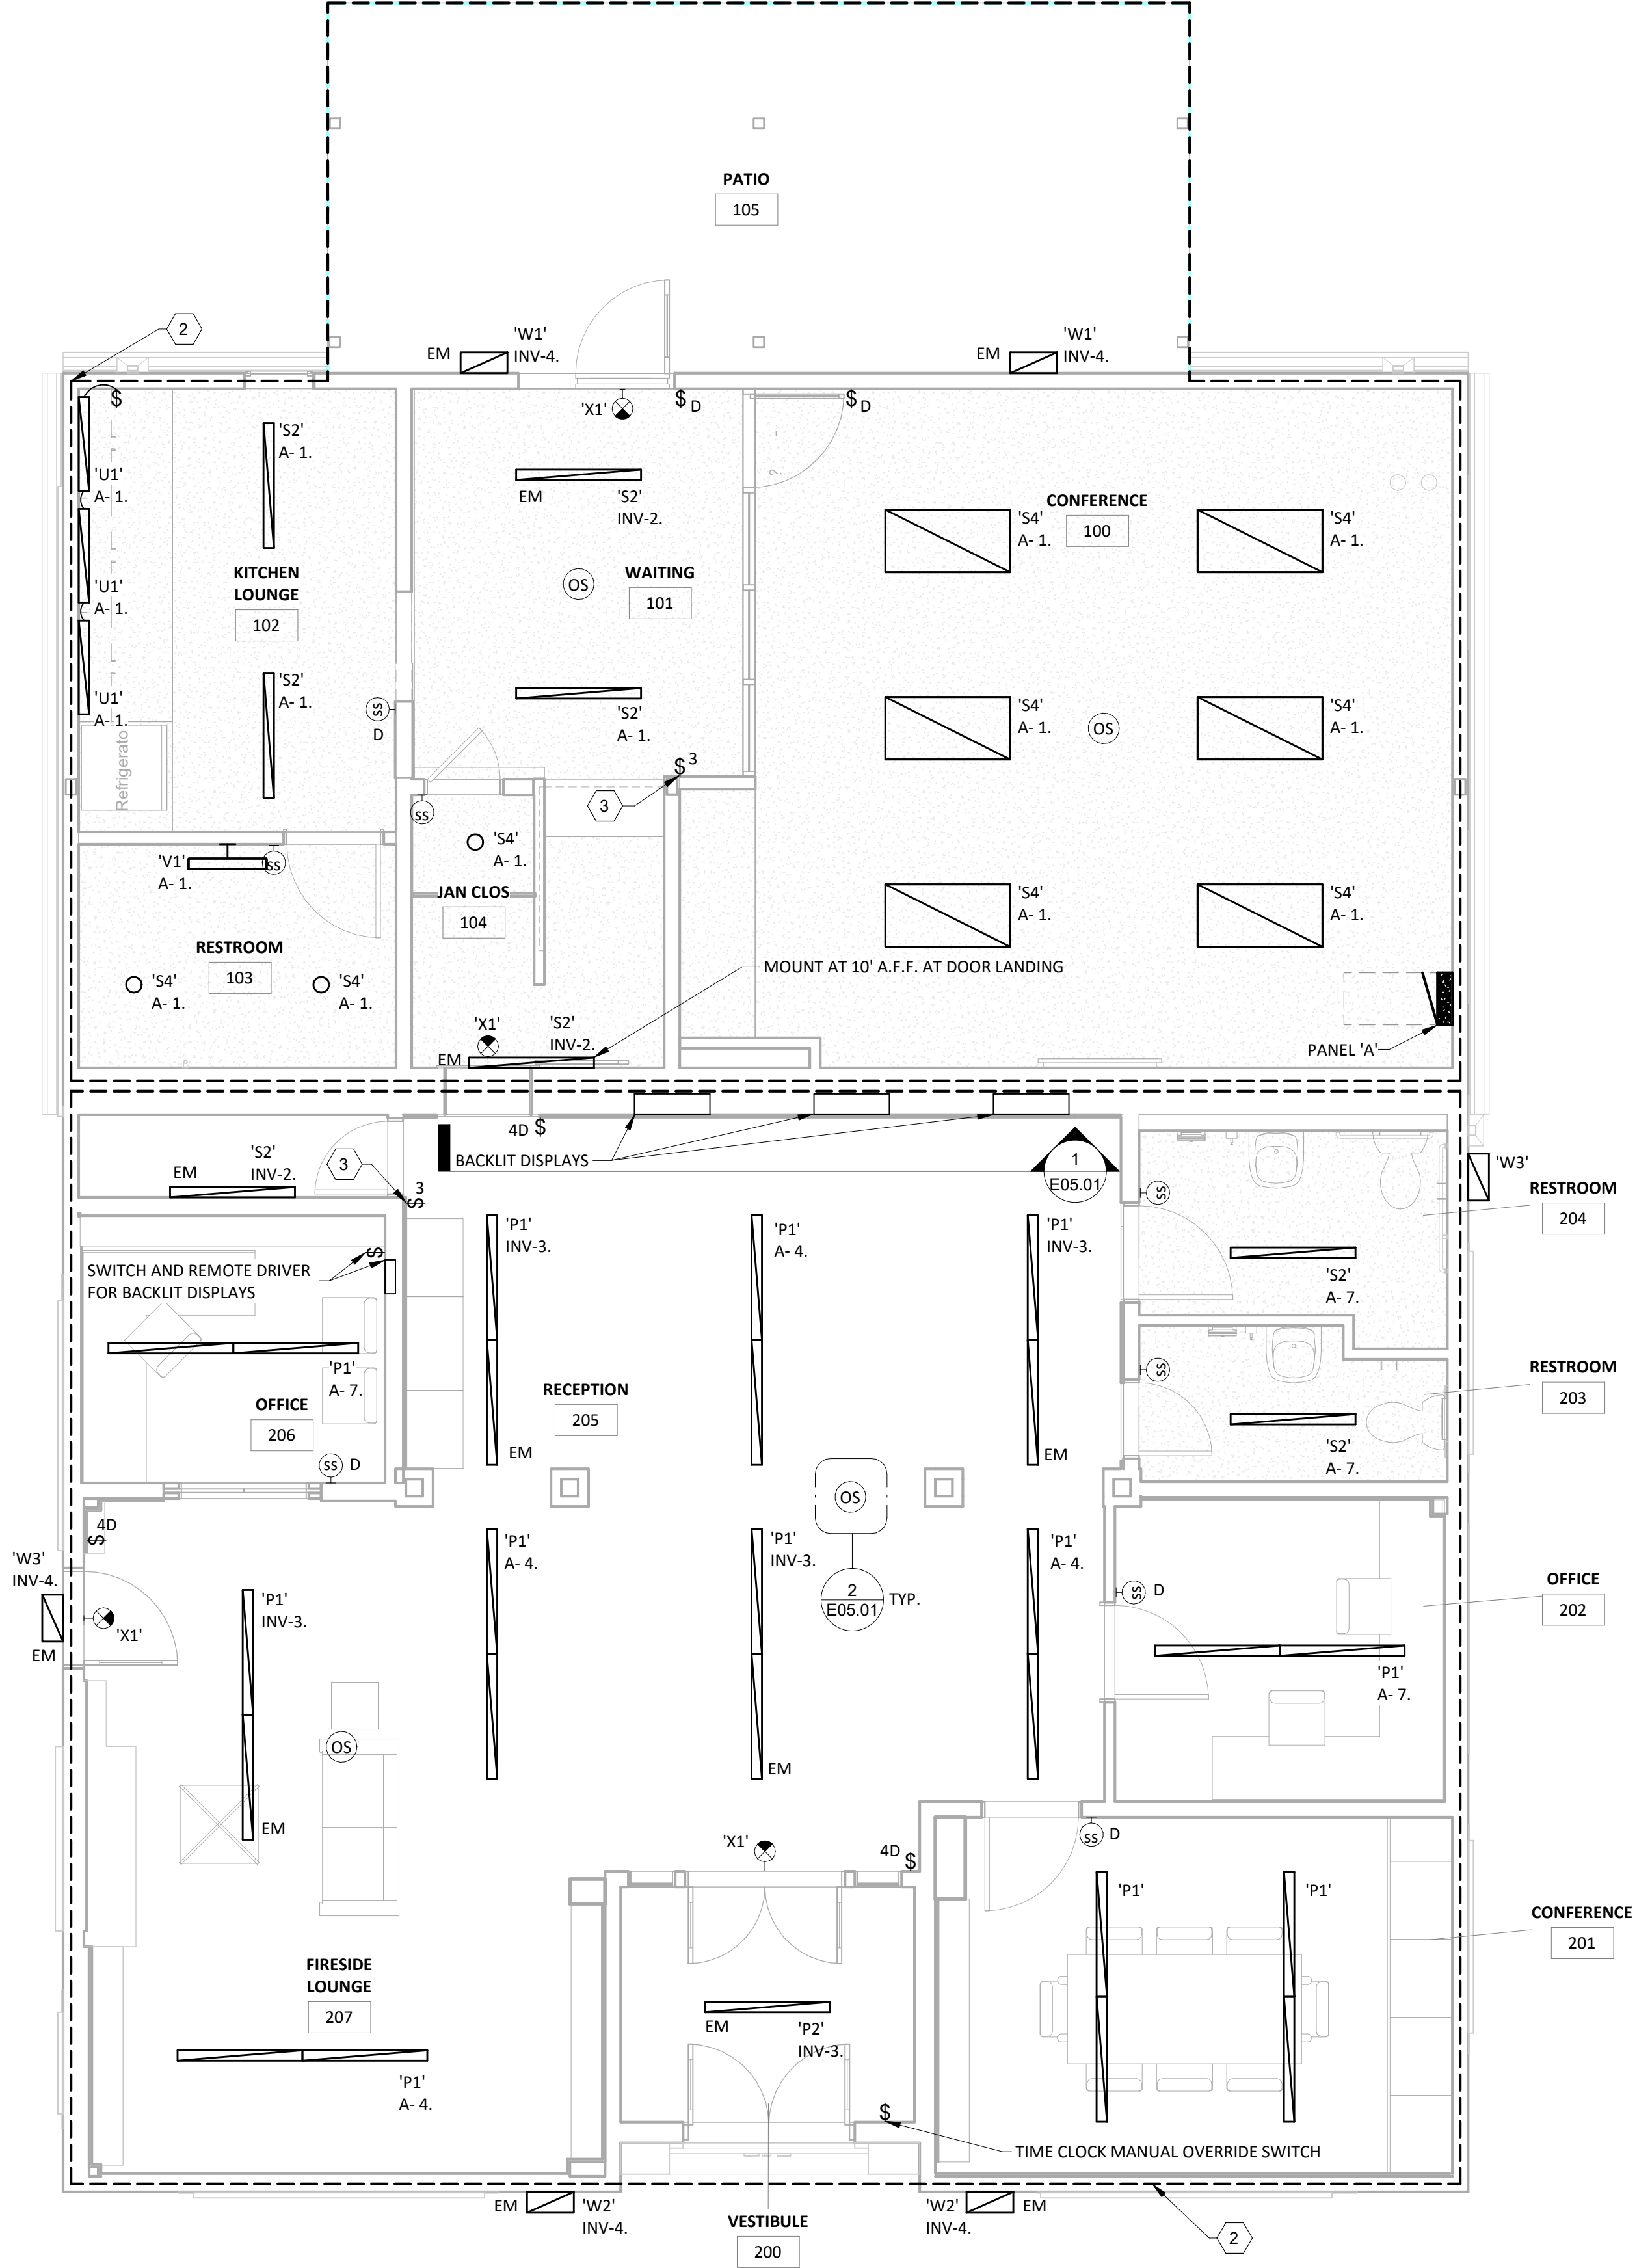 PATIO
105
2
'W1'
EM
INV-4.
'W1'
EM
INV-4.
$
'X1'
$ D
$ D
'S2'
A- 1.
'U1'
A- 1.
EM
'S2'
INV-2.
CONFERENCE
100
'S4'
A- 1.
'S4'
A- 1.
KITCHEN
LOUNGE
102
OS
WAITING
101
'U1'
A- 1.
'S2'
A- 1.
'U1'
A- 1.
SS
D
'S2'
A- 1.
'S4'
A- 1.
OS
'S4'
A- 1.
Refrigerato
$ 3
3
SS
'S4'
A- 1.
'V1'
A- 1.
SS
JAN CLOS
104
'S4'
A- 1.
'S4'
A- 1.
RESTROOM
103
'S4'
A- 1.
'S4'
A- 1.
MOUNT AT 10' A.F.F. AT DOOR LANDING
'X1'
'S2'
INV-2.
EM
PANEL 'A'
4D $
BACKLIT DISPLAYS
1
E05.01
'S2'
INV-2.
EM
3
$ 3
SS
'W3'
RESTROOM
204
'P1'
INV-3.
'P1'
A- 4.
'P1'
INV-3.
$
SWITCH AND REMOTE DRIVER
FOR BACKLIT DISPLAYS
'S2'
A- 7.
'P1'
A- 7.
OFFICE
206
RECEPTION
205
SS
RESTROOM
203
EM
EM
'S2'
A- 7.
SS D
OS
4D
$
'P1'
A- 4.
'P1'
INV-3.
'P1'
A- 4.
'W3'
INV-4.
EM
'X1'
'P1'
INV-3.
2
E05.01
TYP.
SS D
OFFICE
202
'P1'
A- 7.
OS
EM
EM
'X1'
4D $
SS D
'P1'
'P1'
CONFERENCE
201
FIRESIDE
LOUNGE
207
EM
'P2'
INV-3.
'P1'
A- 4.
$
TIME CLOCK MANUAL OVERRIDE SWITCH
EM
'W2'
INV-4.
'W2'
INV-4.
EM
VESTIBULE
200
2